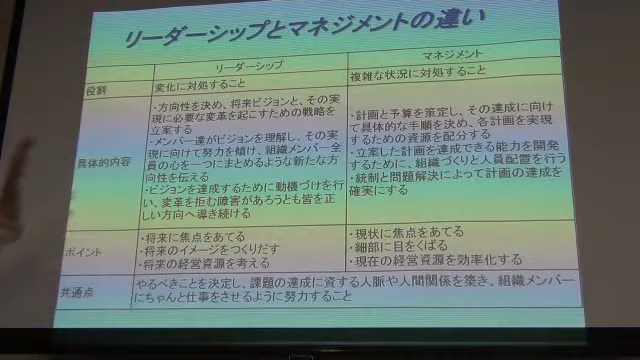 リーダーシップとマネジメントの違い
リーダーシップ
マネジメント
役割
変化に対処すること
複雑な状況に対処すること
具体的内容
・方向性を決め、将来ビジョンと、その実
現に必要な変革を起こすための戦略を
立案する
・メンバー達がビジョンを理解し、その実
現に向けて努力を傾け、組織メンバー全
員の心を一つにまとめるような新たな方
向性を伝える
・ビジョンを達成するために動機づけを行
い、変革を拒む障害があろうとも皆を正
しい方向へ導き続ける
・計画と予算を策定し、その達成に向け
て具体的な手順を決め、各計画を実現
するための資源を配分する
・立案した計画を達成できる能力を開発
するために、組織づくりと人員配置を行う
・統制と問題解決によって計画の達成を
確実にする
ポイント
・将来に焦点をあてる
・将来のイメージをつくりだす
・将来の経営資源を考える
・現状に焦点をあてる
・細部に目をくばる
・現在の経営資源を効率化する
共通点
やるべきことを決定し、課題の達成に資する人脈や人間関係を築き、組織メンバー
にちゃんと仕事をさせるように努力すること